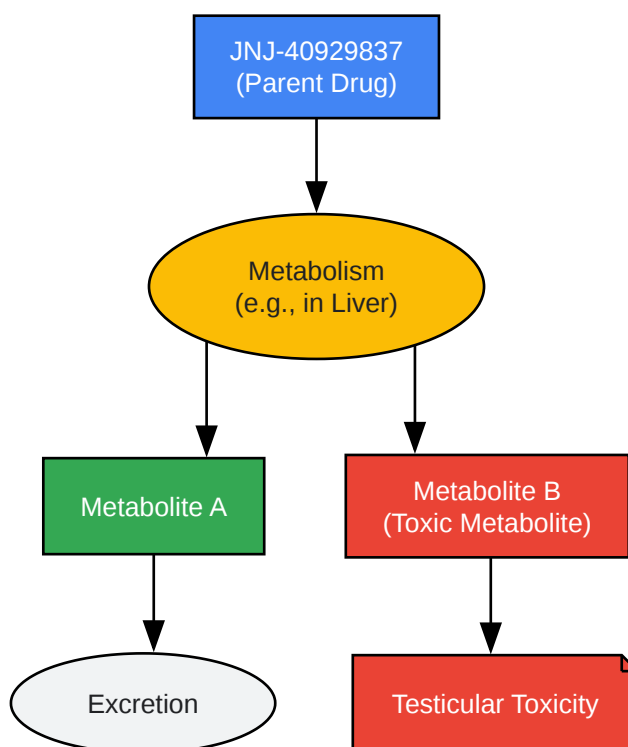 JNJ-40929837
(Parent Drug)
Metabolism
(e.g., in Liver)
Metabolite A
Metabolite B
(Toxic Metabolite)
Excretion
Testicular Toxicity